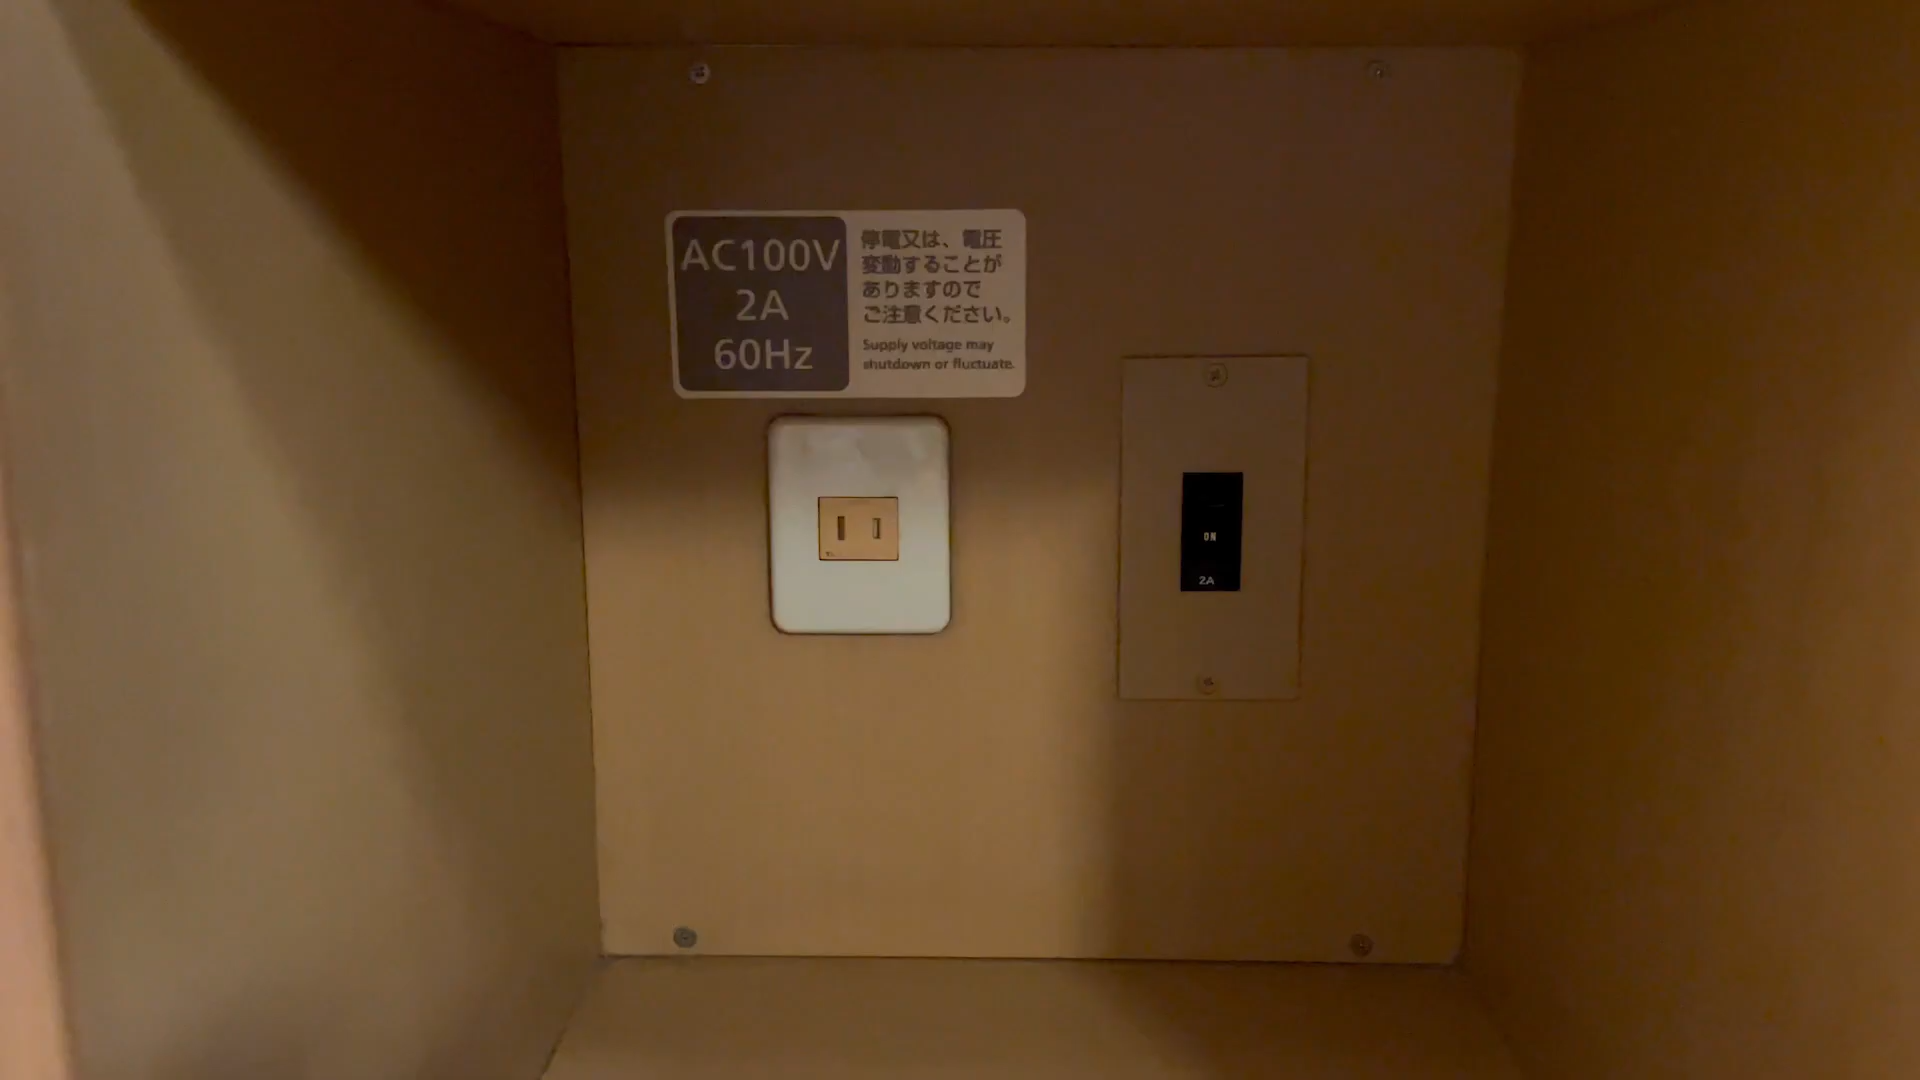 AC100V
2A
60Hz
停電又は、電圧
変動することが
ありますので
ご注意ください。
Supply voltage may
shutdown or fluctuate.
ON
2A